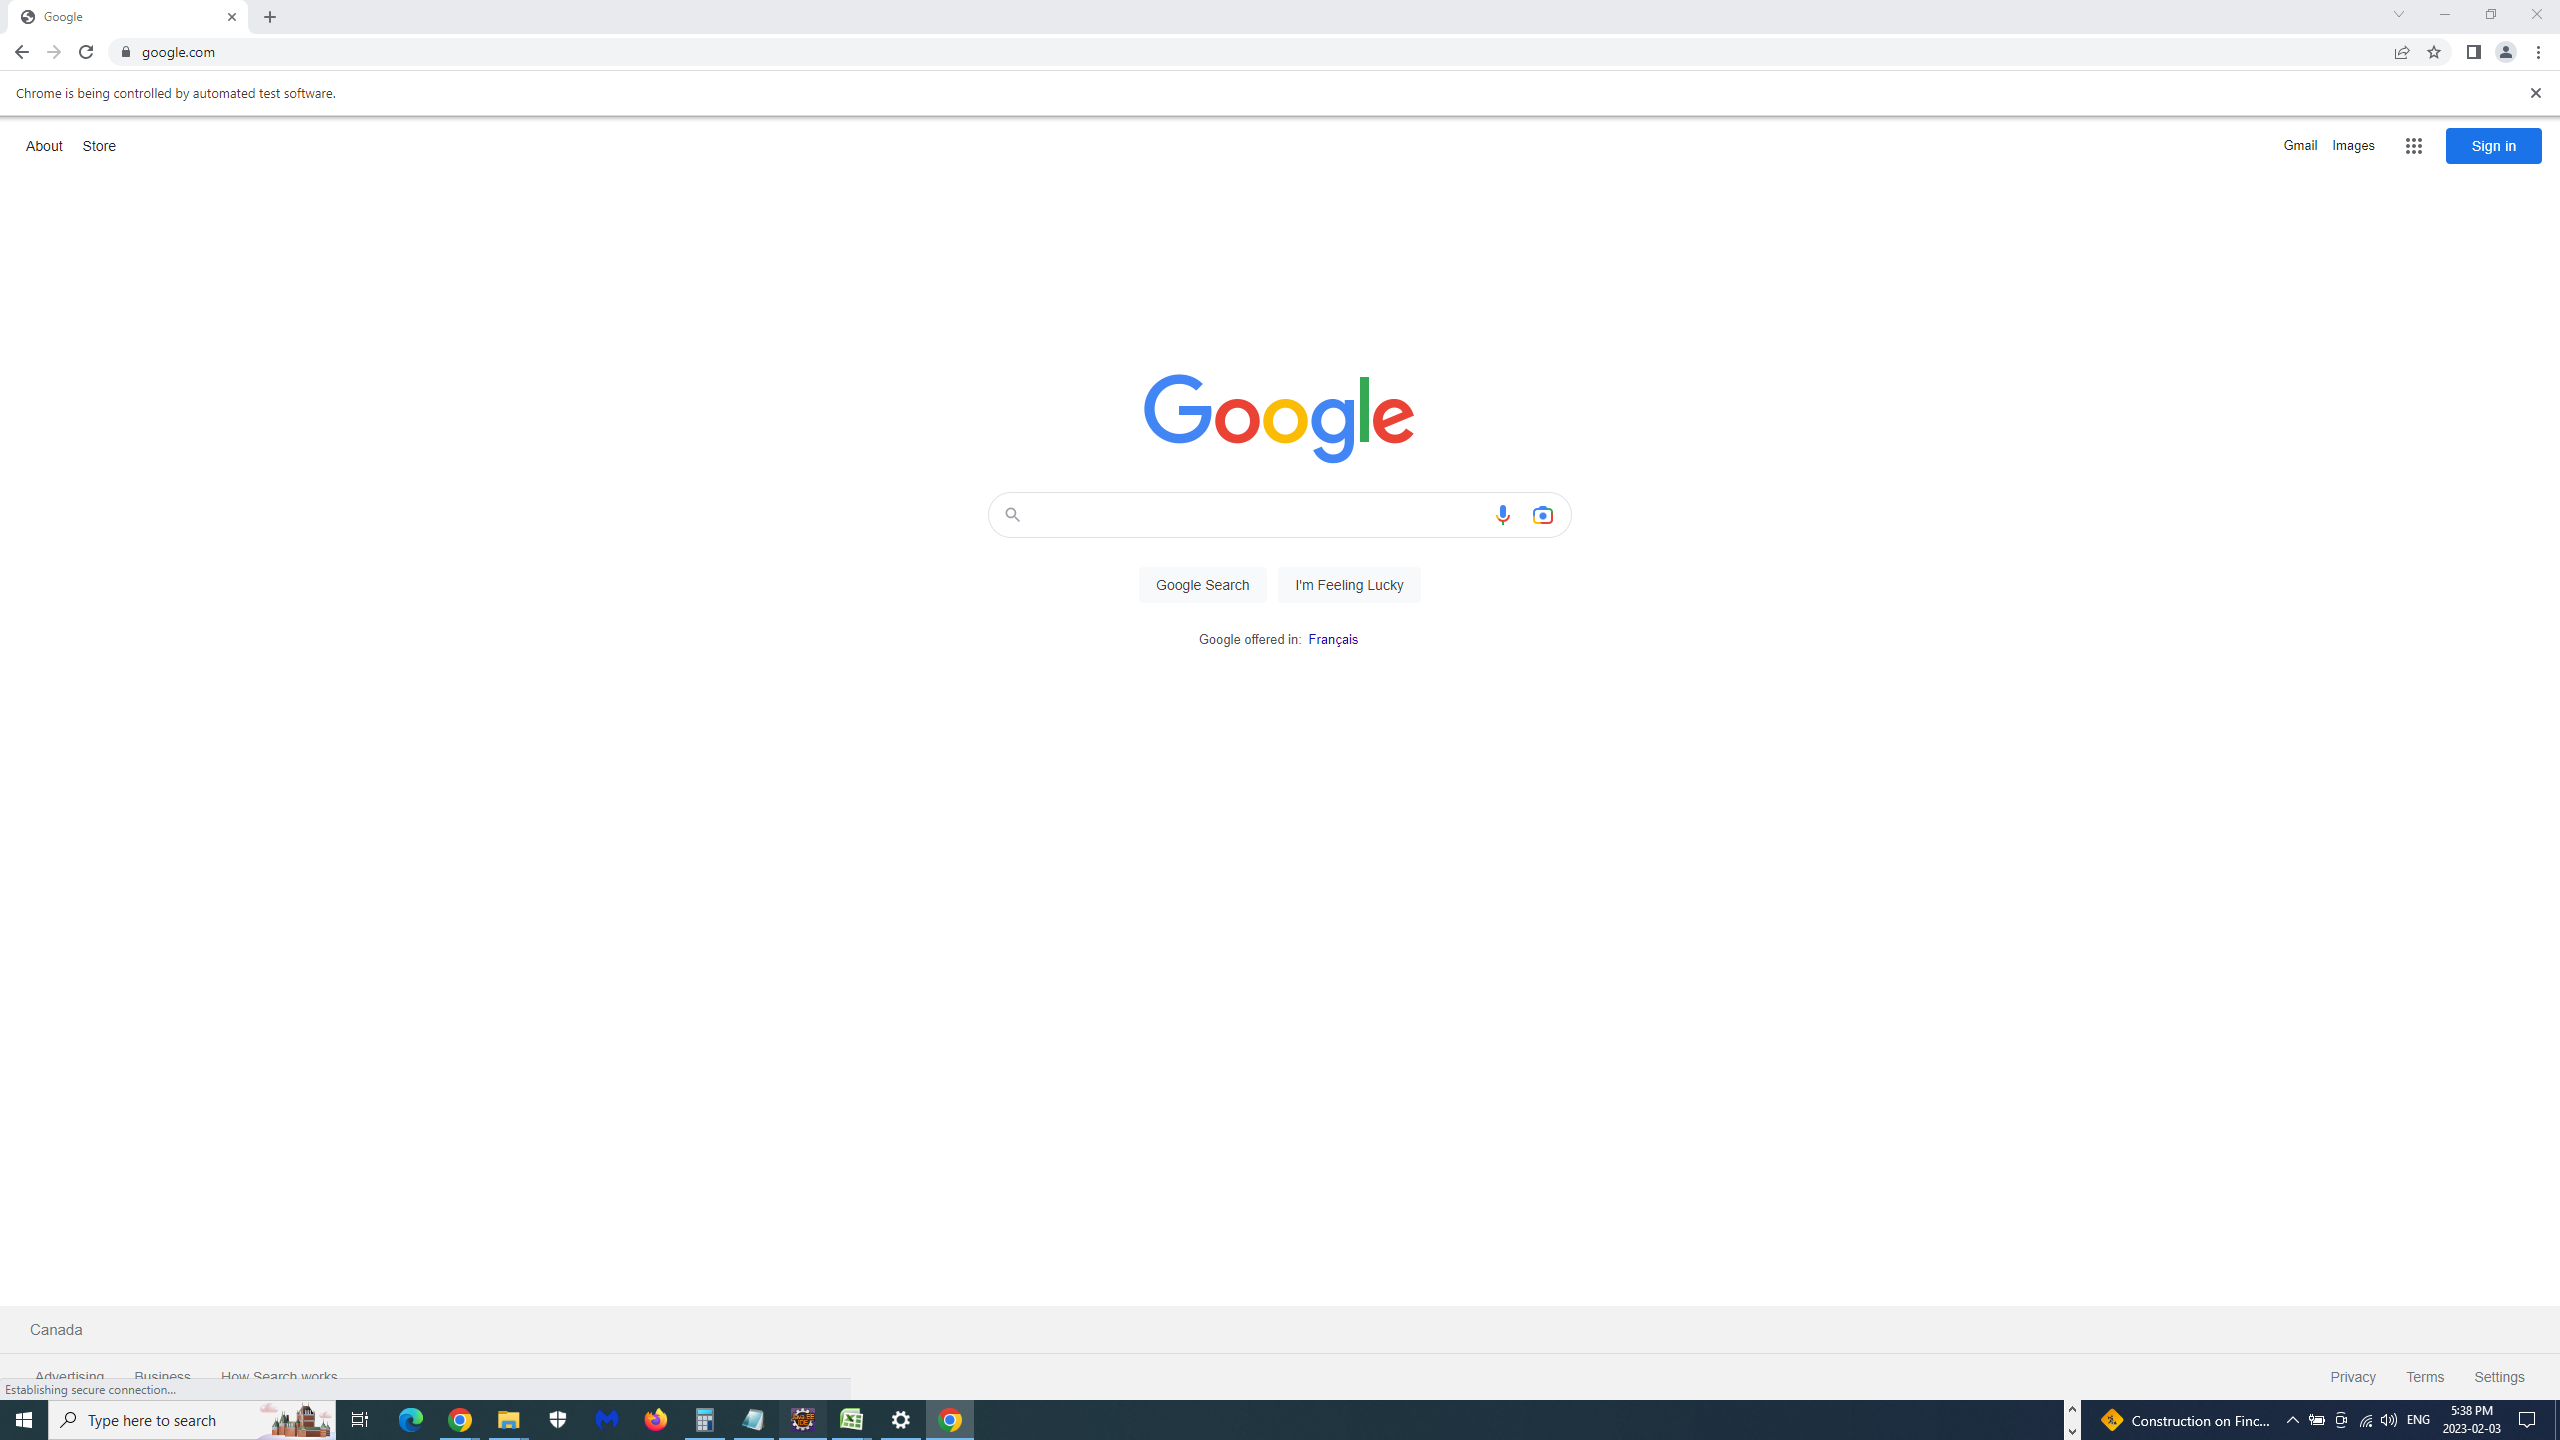 Google
google.com
Chrome is being controlled by automated test software.
About Store
Gmail Images Sign in
Google
Google Search I'm Feeling Lucky
Google offered in: Français
Canada
Advertising Business How Search works
Privacy Terms Settings
Establishing secure connection...
Type here to search
Construction on Finc...
ENG
5:38 PM
2023-02-03